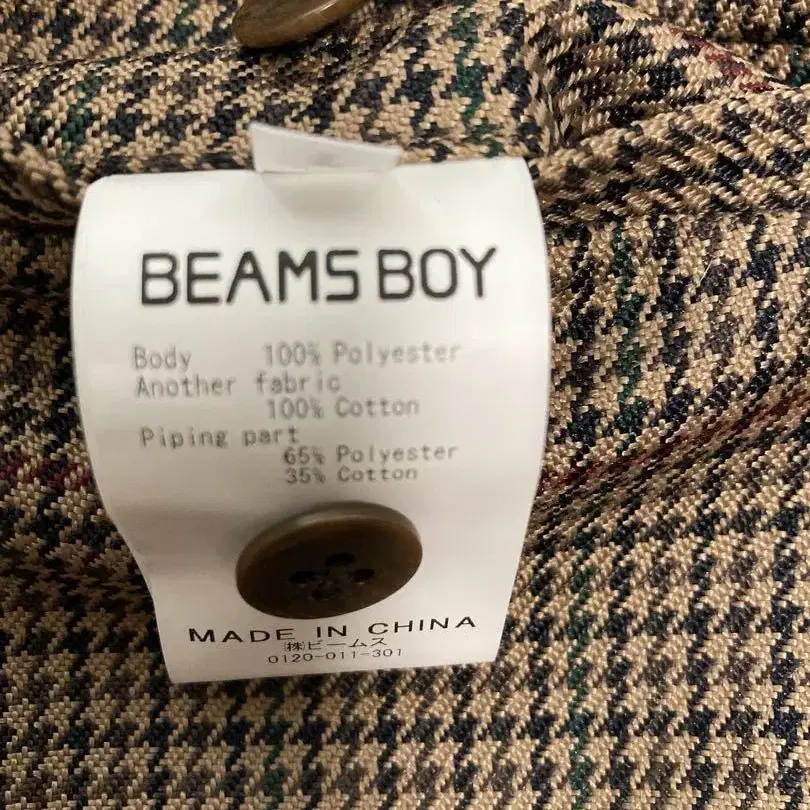 BEAMS BOY
Body 100% Polyester
Another fabric
100% Cotton
Piping part
65% Polyester
35% Cotton
MADE IN CHINA
㈱ビームス
0120-011-301